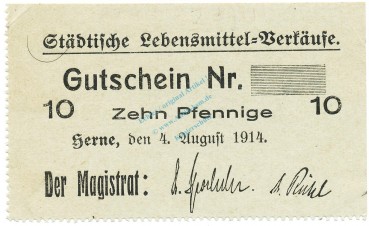 Städtische Lebensmittel=Verkäufe.
Gutschein Nr.
10 Zehn Pfennige 10
Herne, den 4. August 1914.
Der Magistrat: